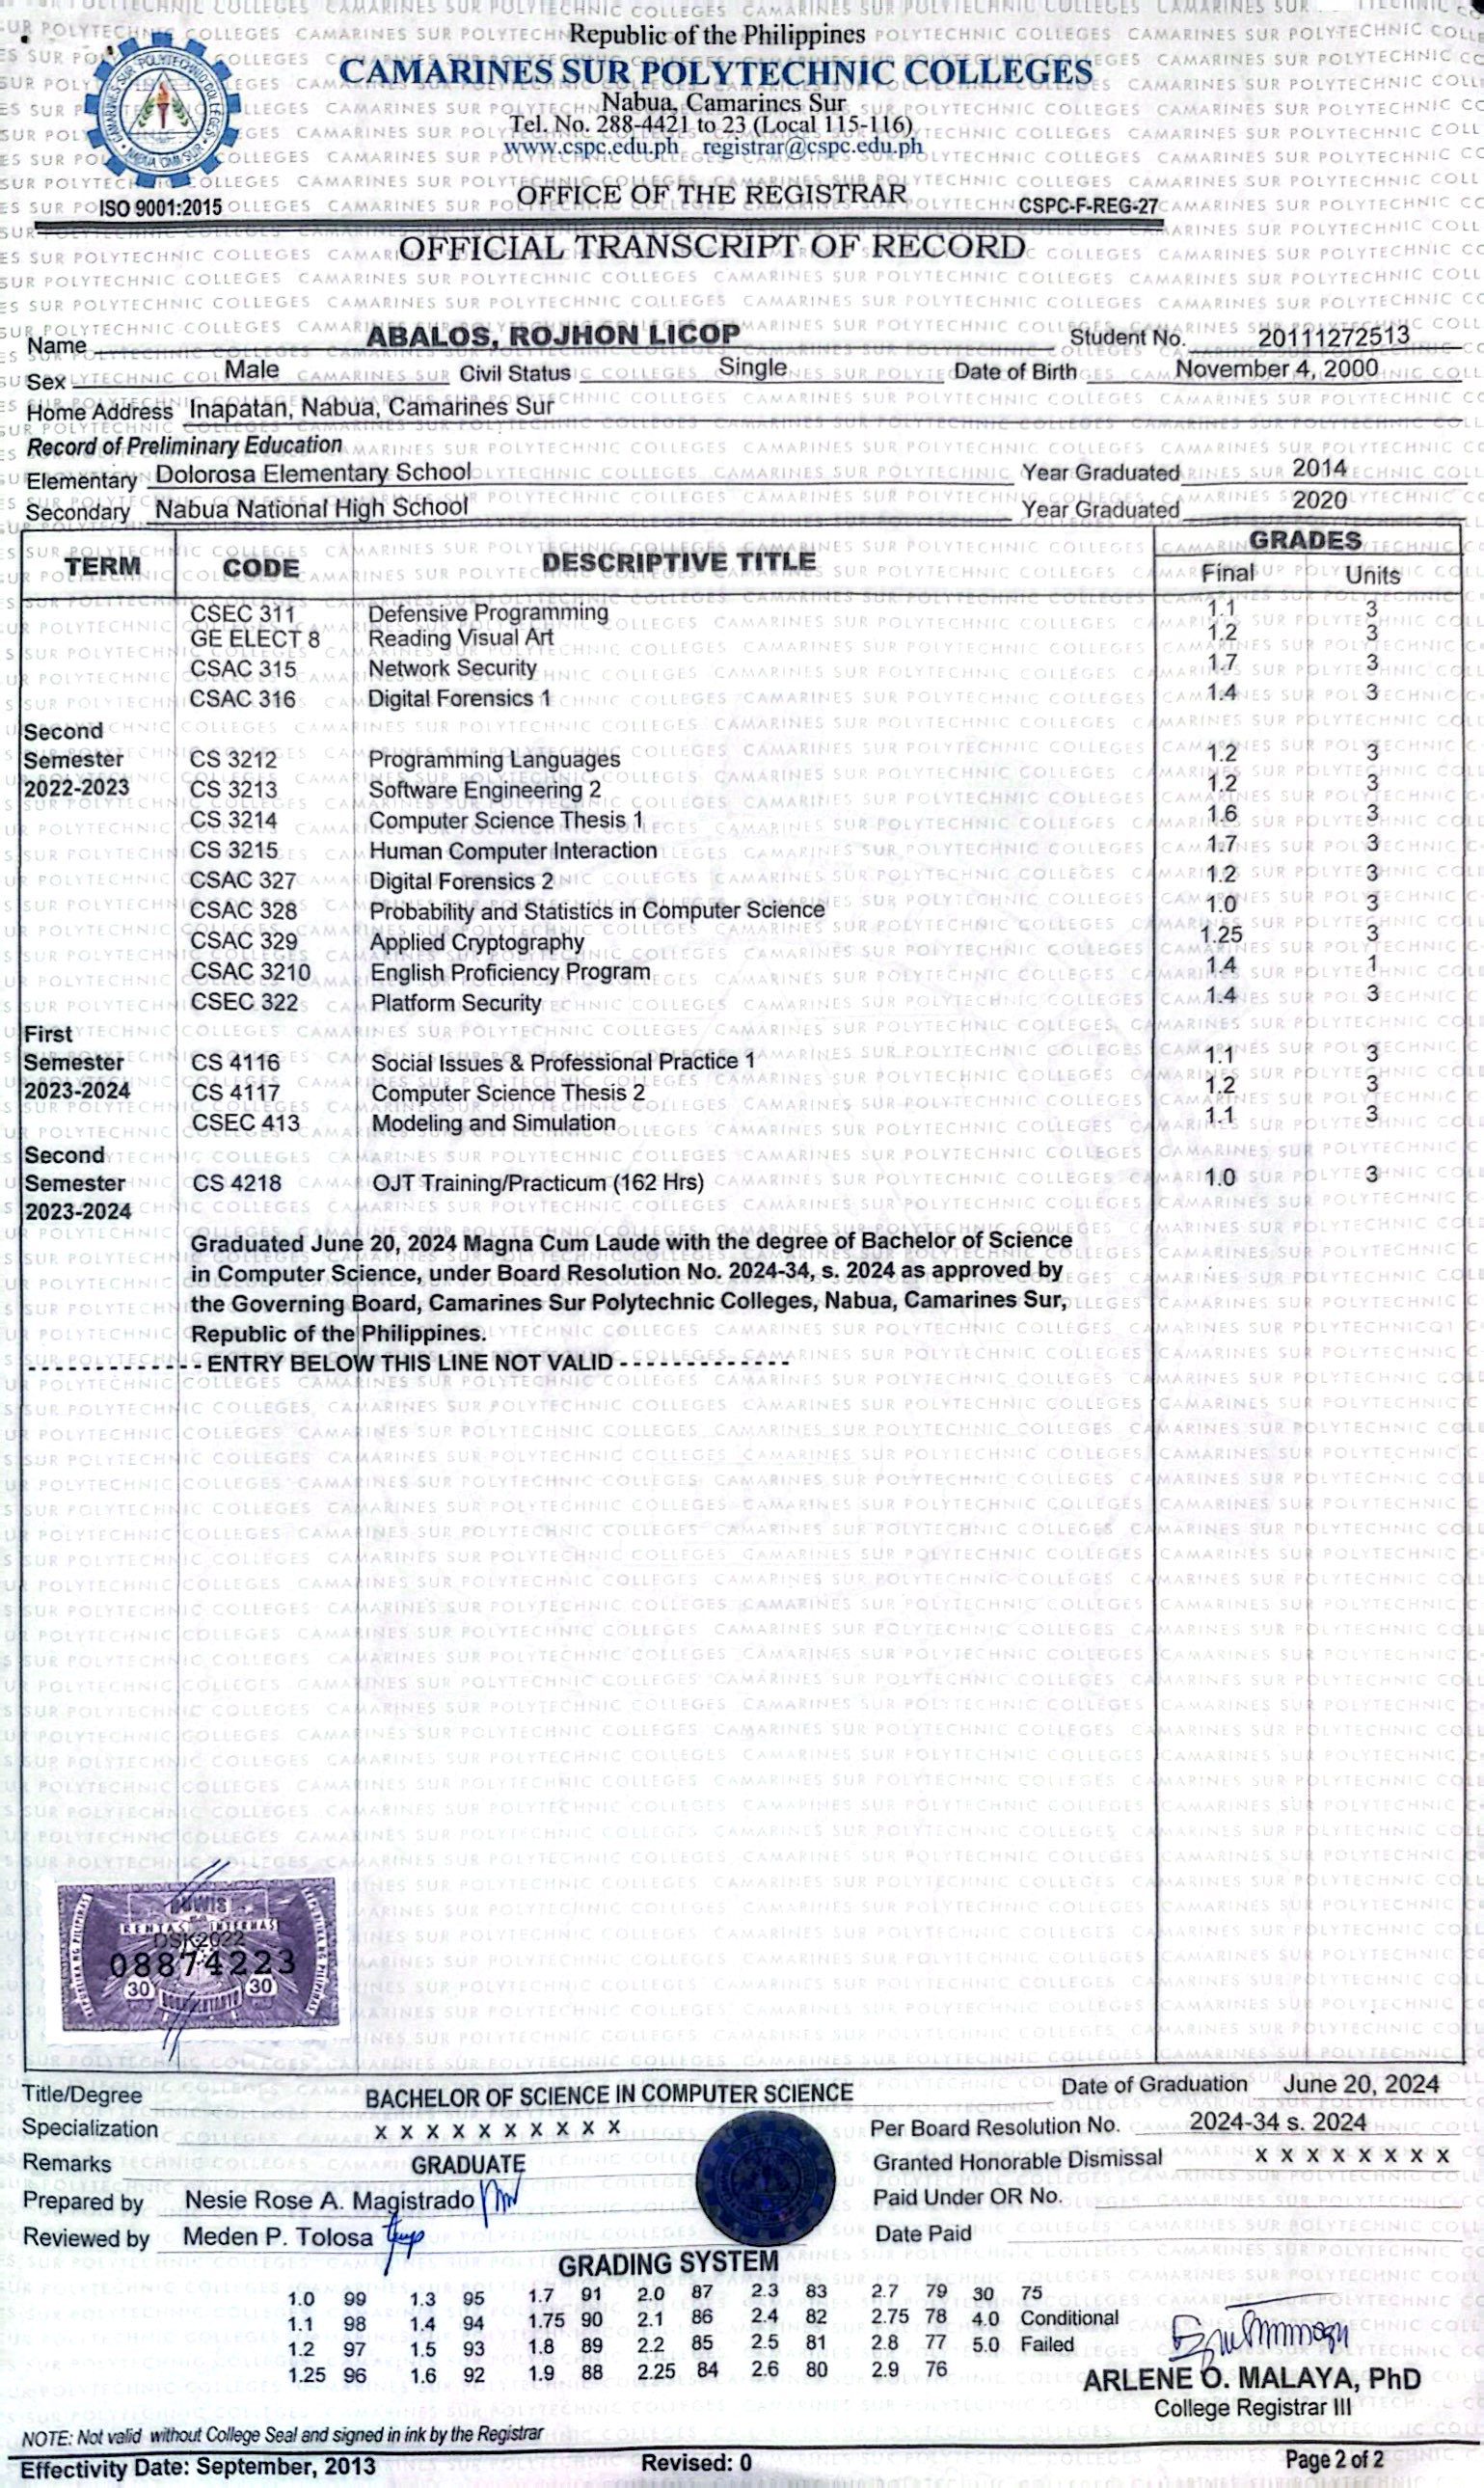 Republic of the Philippines
CAMARINES SUR POLYTECHNIC COLLEGES
Nabua, Camarines Sur
Tel. No. 288-4421 to 23 (Local 115-116)
www.cspc.edu.ph registrar@cspc.edu.ph
OFFICE OF THE REGISTRAR
ISO 9001:2015 CSPC-F-REG-27
OFFICIAL TRANSCRIPT OF RECORD
Name ABALOS, ROJHON LICOP Student No. 20111272513
Sex Male Civil Status Single Date of Birth November 4, 2000
Home Address Inapatan, Nabua, Camarines Sur
Record of Preliminary Education
Elementary Dolorosa Elementary School Year Graduated 2014
Secondary Nabua National High School Year Graduated 2020
TERM CODE DESCRIPTIVE TITLE GRADES
Final Units
CSEC 311 Defensive Programming 1.1 3
GE ELECT 8 Reading Visual Art 1.2 3
CSAC 315 Network Security 1.7 3
CSAC 316 Digital Forensics 1 1.4 3
Second
Semester CS 3212 Programming Languages 1.2 3
2022-2023 CS 3213 Software Engineering 2 1.2 3
CS 3214 Computer Science Thesis 1 1.6 3
CS 3215 Human Computer Interaction 1.7 3
CSAC 327 Digital Forensics 2 1.2 3
CSAC 328 Probability and Statistics in Computer Science 1.0 3
CSAC 329 Applied Cryptography 1.25 3
CSAC 3210 English Proficiency Program 1.4 1
CSEC 322 Platform Security 1.4 3
First
Semester CS 4116 Social Issues & Professional Practice 1 1.1 3
2023-2024 CS 4117 Computer Science Thesis 2 1.2 3
CSEC 413 Modeling and Simulation 1.1 3
Second
Semester CS 4218 OJT Training/Practicum (162 Hrs) 1.0 3
2023-2024
Graduated June 20, 2024 Magna Cum Laude with the degree of Bachelor of Science
in Computer Science, under Board Resolution No. 2024-34, s. 2024 as approved by
the Governing Board, Camarines Sur Polytechnic Colleges, Nabua, Camarines Sur,
Republic of the Philippines.
- - - - - - - - - - - - - ENTRY BELOW THIS LINE NOT VALID - - - - - - - - - - - - -
RENTAS INTERNAS
DSK2022
08874223
30 30
Title/Degree BACHELOR OF SCIENCE IN COMPUTER SCIENCE Date of Graduation June 20, 2024
Specialization x x x x x x x x x x Per Board Resolution No. 2024-34 s. 2024
Remarks GRADUATE Granted Honorable Dismissal x x x x x x x x
Prepared by Nesie Rose A. Magistrado Paid Under OR No.
Reviewed by Meden P. Tolosa Date Paid
GRADING SYSTEM
1.0 99 1.3 95 1.7 91 2.0 87 2.3 83 2.7 79 30 75
1.1 98 1.4 94 1.75 90 2.1 86 2.4 82 2.75 78 4.0 Conditional
1.2 97 1.5 93 1.8 89 2.2 85 2.5 81 2.8 77 5.0 Failed
1.25 96 1.6 92 1.9 88 2.25 84 2.6 80 2.9 76
ARLENE O. MALAYA, PhD
College Registrar III
NOTE: Not valid without College Seal and signed in ink by the Registrar
Effectivity Date: September, 2013 Revised: 0 Page 2 of 2